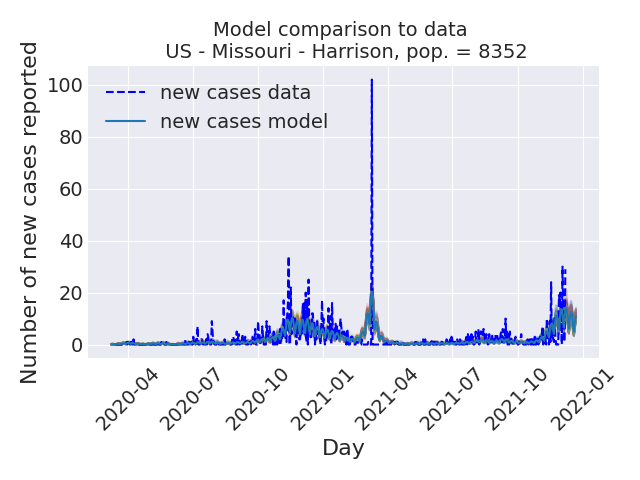 Model comparison to data
US - Missouri - Harrison, pop. = 8352
Number of new cases reported
100
80
60
40
20
0
new cases data
new cases model
2020-04
2020-07
2020-10
2021-01
2021-04
2021-07
2021-10
2022-01
Day